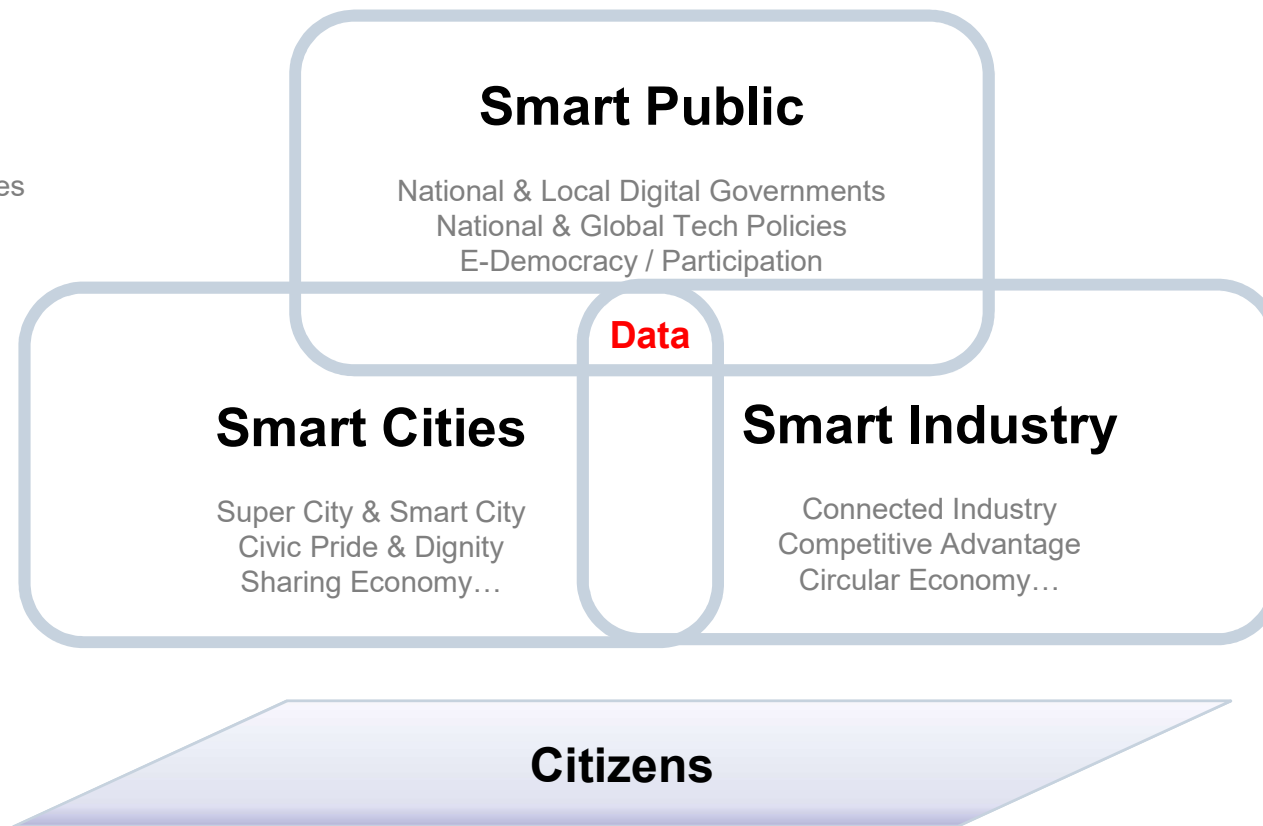 Smart Public
es
National & Local Digital Governments
National & Global Tech Policies
E-Democracy / Participation
Data
Smart Cities
Super City & Smart City
Civic Pride & Dignity
Sharing Economy…
Smart Industry
Connected Industry
Competitive Advantage
Circular Economy…
Citizens